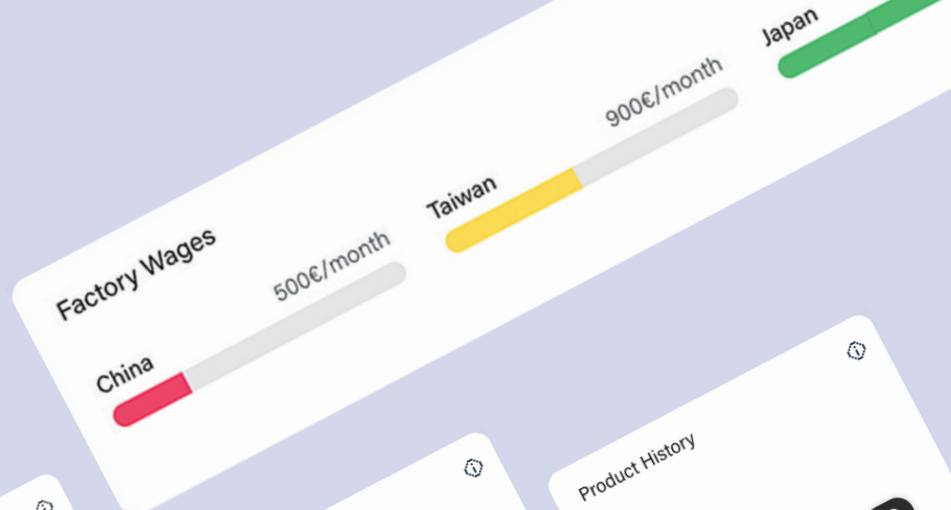 Factory Wages
China
500€/month
Taiwan
900€/month
Japan
Product History